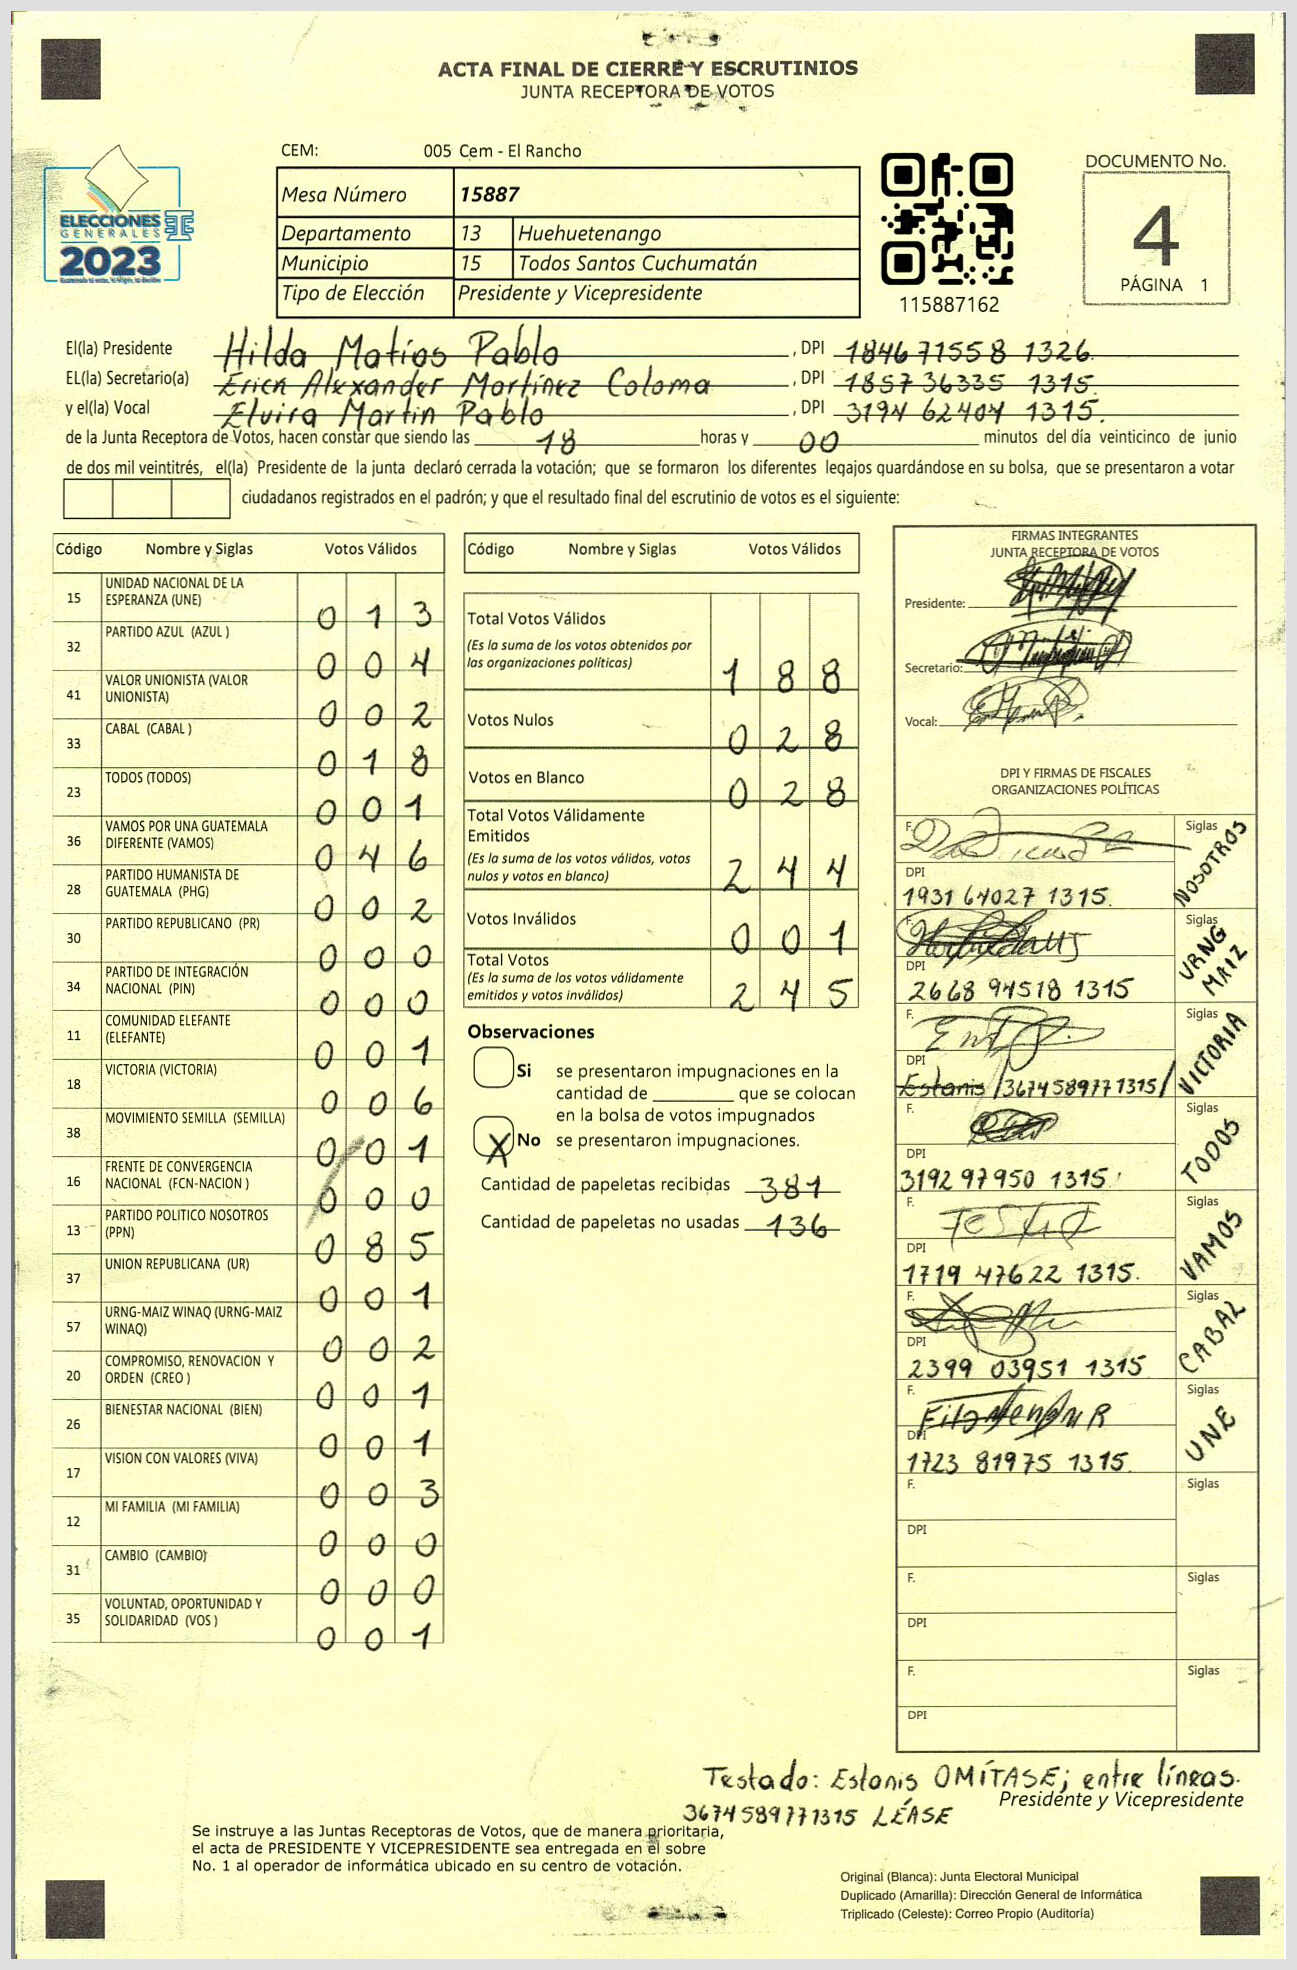 ACTA FINAL DE CIERRE Y ESCRUTINIOS
JUNTA RECEPTORA DE VOTOS
CEM: 005 Cem - El Rancho
DOCUMENTO No.
4
PÁGINA 1
ELECCIONES
GENERALES
2023
Mesa Número 15887
Departamento 13 Huehuetenango
Municipio 15 Todos Santos Cuchumatán
Tipo de Elección Presidente y Vicepresidente
115887162
El(la) Presidente Hilda Matías Pablo , DPI 1846 71558 1326
EL(la) Secretario(a) Erick Alexander Martínez Coloma , DPI 1857 36335 1315
y el(la) Vocal Elvira Martin Pablo , DPI 3194 62404 1315.
de la Junta Receptora de Votos, hacen constar que siendo las 18 horas y 00 minutos del día veinticinco de junio
de dos mil veintitrés, el(la) Presidente de la junta declaró cerrada la votación; que se formaron los diferentes legajos quardándose en su bolsa, que se presentaron a votar
ciudadanos registrados en el padrón; y que el resultado final del escrutinio de votos es el siguiente:
Código Nombre y Siglas Votos Válidos
15 UNIDAD NACIONAL DE LA ESPERANZA (UNE) 0 1 3
32 PARTIDO AZUL (AZUL ) 0 0 4
41 VALOR UNIONISTA (VALOR UNIONISTA) 0 0 2
33 CABAL (CABAL ) 0 1 8
23 TODOS (TODOS) 0 0 1
36 VAMOS POR UNA GUATEMALA DIFERENTE (VAMOS) 0 4 6
28 PARTIDO HUMANISTA DE GUATEMALA (PHG) 0 0 2
30 PARTIDO REPUBLICANO (PR) 0 0 0
34 PARTIDO DE INTEGRACIÓN NACIONAL (PIN) 0 0 0
11 COMUNIDAD ELEFANTE (ELEFANTE) 0 0 1
18 VICTORIA (VICTORIA) 0 0 6
38 MOVIMIENTO SEMILLA (SEMILLA) 0 0 1
16 FRENTE DE CONVERGENCIA NACIONAL (FCN-NACION ) 0 0 0
13 PARTIDO POLITICO NOSOTROS (PPN) 0 8 5
37 UNION REPUBLICANA (UR) 0 0 1
57 URNG-MAIZ WINAQ (URNG-MAIZ WINAQ) 0 0 2
20 COMPROMISO, RENOVACION Y ORDEN (CREO ) 0 0 1
26 BIENESTAR NACIONAL (BIEN) 0 0 1
17 VISION CON VALORES (VIVA) 0 0 3
12 MI FAMILIA (MI FAMILIA) 0 0 0
31 CAMBIO (CAMBIO) 0 0 0
35 VOLUNTAD, OPORTUNIDAD Y SOLIDARIDAD (VOS ) 0 0 1
Código Nombre y Siglas Votos Válidos
Total Votos Válidos
(Es la suma de los votos obtenidos por
las organizaciones políticas) 1 8 8
Votos Nulos 0 2 8
Votos en Blanco 0 2 8
Total Votos Válidamente
Emitidos
(Es la suma de los votos válidos, votos
nulos y votos en blanco) 2 4 4
Votos Inválidos 0 0 1
Total Votos
(Es la suma de los votos válidamente
emitidos y votos inválidos) 2 4 5
Observaciones
Si se presentaron impugnaciones en la
cantidad de ________ que se colocan
en la bolsa de votos impugnados
X No se presentaron impugnaciones.
Cantidad de papeletas recibidas 381
Cantidad de papeletas no usadas 136
FIRMAS INTEGRANTES
JUNTA RECEPTORA DE VOTOS
Presidente:
Secretario:
Vocal:
DPI Y FIRMAS DE FISCALES
ORGANIZACIONES POLÍTICAS
F. Siglas NOSOTROS
DPI
1931 64027 1315.
F. Siglas URNG MAIZ
DPI
2668 94518 1315
F. Siglas VICTORIA
DPI
Estanis /3674589771315/
F. Siglas TODOS
DPI
3192 97950 1315.
F. Siglas VAMOS
DPI
1719 47622 1315.
F. Siglas CABAL
DPI
2399 03951 1315
F. Siglas UNE
DPI
1723 81975 1315.
F. Siglas
DPI
F. Siglas
DPI
F. Siglas
DPI
Testado: Estanis OMÍTASE; entre líneas.
Presidente y Vicepresidente
3674589771315 LÉASE
Se instruye a las Juntas Receptoras de Votos, que de manera prioritaria,
el acta de PRESIDENTE Y VICEPRESIDENTE sea entregada en el sobre
No. 1 al operador de informática ubicado en su centro de votación.
Original (Blanca): Junta Electoral Municipal
Duplicado (Amarilla): Dirección General de Informática
Triplicado (Celeste): Correo Propio (Auditoría)